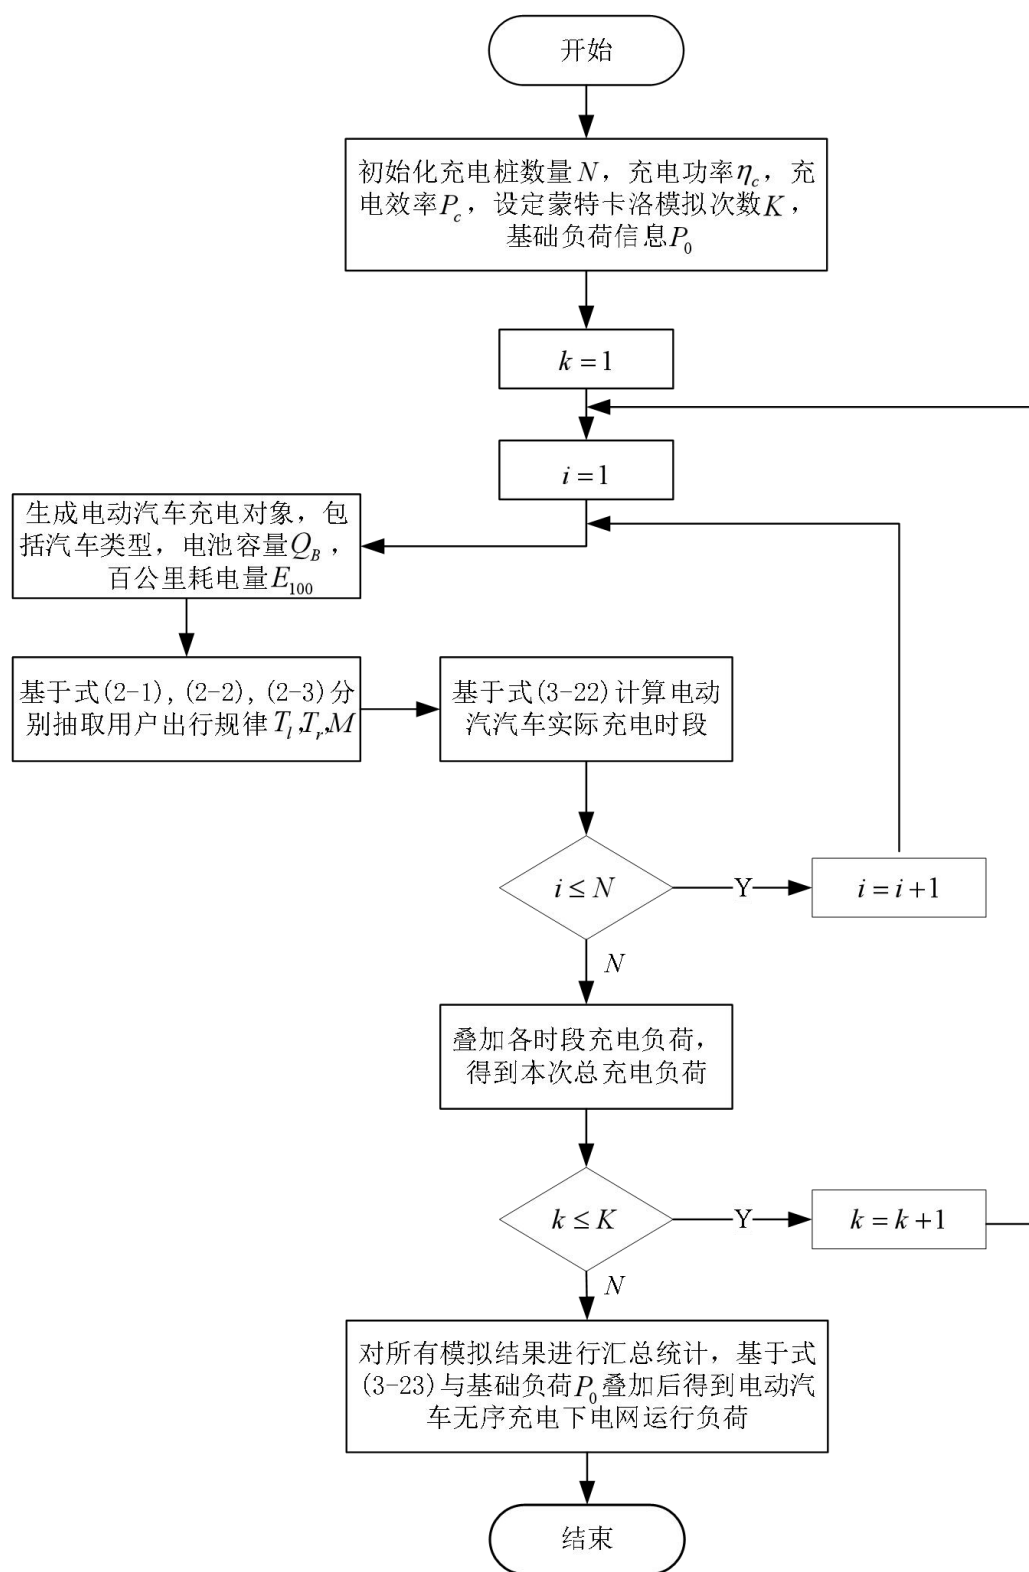 开始
初始化充电桩数量N，充电功率η_c，充
电效率P_c，设定蒙特卡洛模拟次数K，
基础负荷信息P_0
k=1
i=1
生成电动汽车充电对象，包
括汽车类型，电池容量Q_B，
百公里耗电量E_100
基于式(2-1),(2-2),(2-3)分
别抽取用户出行规律T_l,T_r,M
基于式(3-22)计算电动
汽汽车实际充电时段
i≤N
Y
i=i+1
N
叠加各时段充电负荷，
得到本次总充电负荷
k≤K
Y
k=k+1
N
对所有模拟结果进行汇总统计，基于式
(3-23)与基础负荷P_0叠加后得到电动汽
车无序充电下电网运行负荷
结束